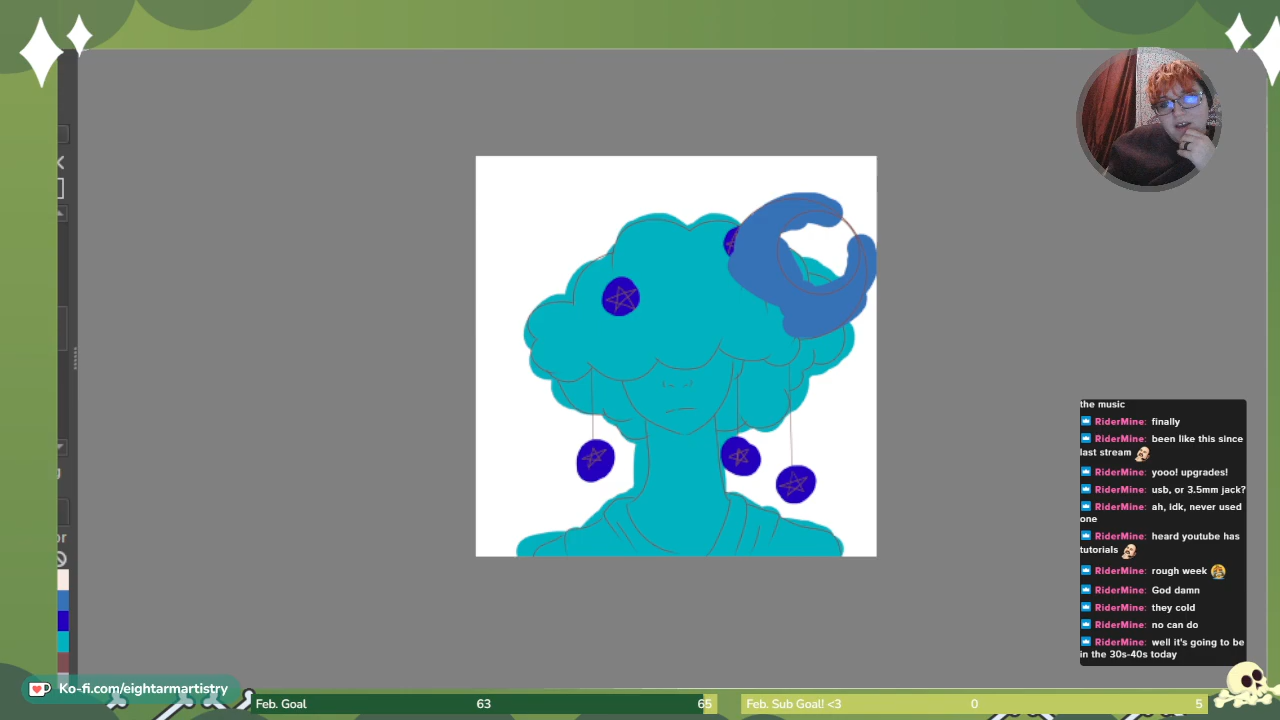 the music
RiderMine: finally
RiderMine: been like this since
last stream
RiderMine: yooo! upgrades!
RiderMine: usb, or 3.5mm jack?
RiderMine: ah, idk, never used
one
RiderMine: heard youtube has
tutorials
RiderMine: rough week
RiderMine: God damn
RiderMine: they cold
RiderMine: no can do
RiderMine: well it's going to be
in the 30s-40s today
or
Ko-fi.com/eightarmartistry
Feb. Goal 63 65
Feb. Sub Goal! <3 0 5